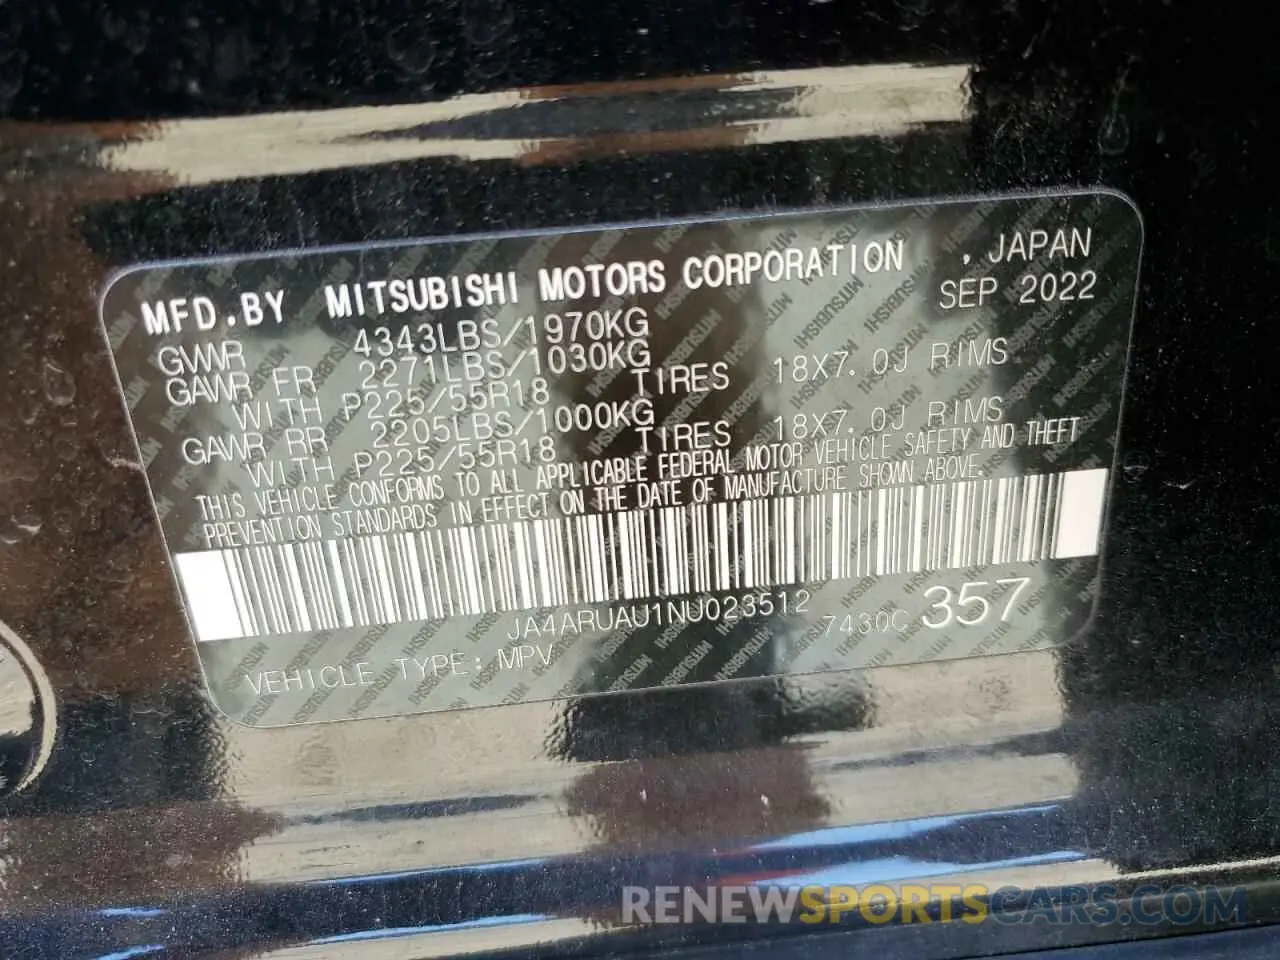 MFD.BY MITSUBISHI MOTORS CORPORATION , JAPAN
SEP 2022
GVWR 4343LBS/1970KG
GAWR FR 2271LBS/1030KG
WITH P225/55R18 TIRES 18X7.0J RIMS
GAWR RR 2205LBS/1000KG
WITH P225/55R18 TIRES 18X7.0J RIMS
THIS VEHICLE CONFORMS TO ALL APPLICABLE FEDERAL MOTOR VEHICLE SAFETY AND THEFT
PREVENTION STANDARDS IN EFFECT ON THE DATE OF MANUFACTURE SHOWN ABOVE.
JA4ARUAU1NU023512 7430C 357
VEHICLE TYPE: MPV
RENEWSPORTSCARS.COM